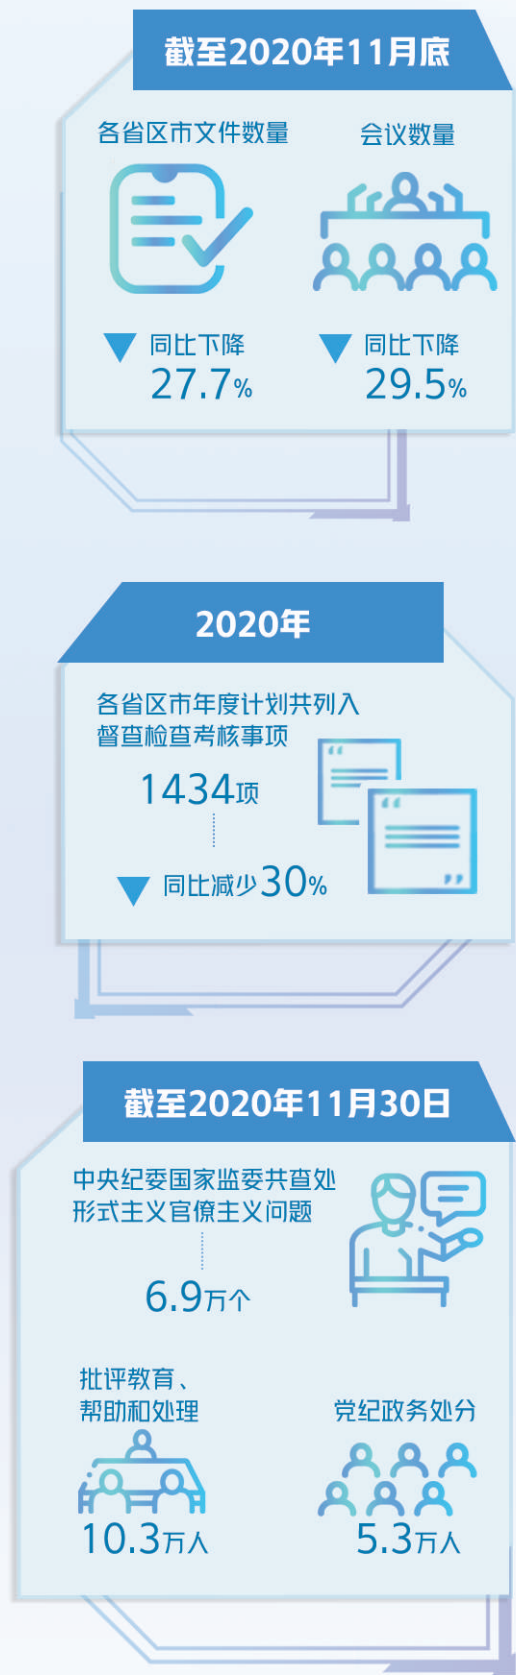 截至2020年11月底
各省区市文件数量
会议数量
同比下降
27.7%
同比下降
29.5%
2020年
各省区市年度计划共列入
督查检查考核事项
1434项
同比减少30%
截至2020年11月30日
中央纪委国家监委共查处
形式主义官僚主义问题
6.9万个
批评教育、
帮助和处理
10.3万人
党纪政务处分
5.3万人